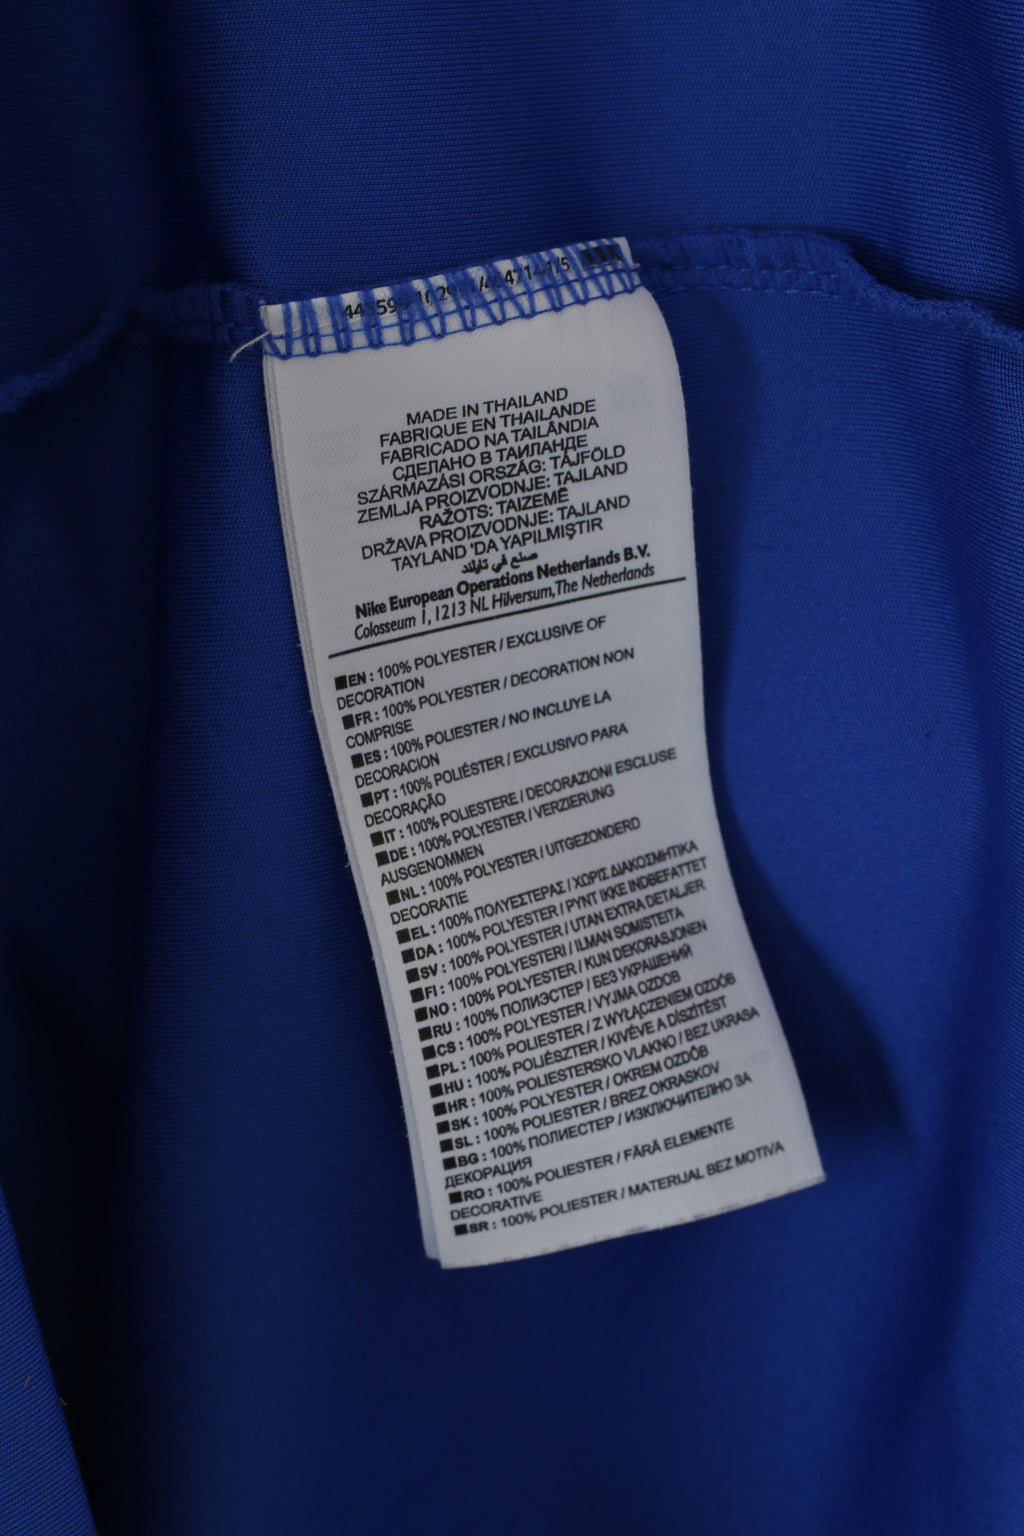 MADE IN THAILAND
FABRIQUE EN THAILANDE
FABRICADO NA TAILÂNDIA
СДЕЛАНО В ТАИЛАНДЕ
SZÁRMAZÁSI ORSZÁG: TÁJFÖLD
ZEMLJA PROIZVODNJE: TAJLAND
RAŽOTS: TAIZEMĒ
DRŽAVA PROIZVODNJE: TAJLAND
TAYLAND 'DA YAPILMIŞTIR
صنع في تايلند
Nike European Operations Netherlands B.V.
Colosseum 1, 1213 NL Hilversum, The Netherlands
■EN : 100% POLYESTER / EXCLUSIVE OF
DECORATION
■FR : 100% POLYESTER / DECORATION NON
COMPRISE
■ES : 100% POLIESTER / NO INCLUYE LA
DECORACION
■PT : 100% POLIÉSTER / EXCLUSIVO PARA
DECORAÇÃO
■IT : 100% POLIESTERE / DECORAZIONI ESCLUSE
■DE : 100% POLYESTER / VERZIERUNG
AUSGENOMMEN
■NL : 100% POLYESTER / UITGEZONDERD
DECORATIE
■EL : 100% ΠΟΛΥΕΣΤΕΡΑΣ / ΧΩΡΙΣ ΔΙΑΚΟΣΜΗΤΙΚΑ
■DA : 100% POLYESTER / PYNT IKKE INDBEFATTET
■SV : 100% POLYESTER / UTAN EXTRA DETALJER
■FI : 100% POLYESTERI / ILMAN SOMISTEITA
■NO : 100% POLYESTER / KUN DEKORASJONEN
■RU : 100% ПОЛИЭСТЕР / БЕЗ УКРАШЕНИЙ
■CS : 100% POLYESTER / VYJMA OZDOB
■PL : 100% POLIESTER / Z WYŁĄCZENIEM OZDÓB
■HU : 100% POLIÉSZTER / KIVÉVE A DÍSZÍTÉST
■HR : 100% POLIESTERSKO VLAKNO / BEZ UKRASA
■SK : 100% POLYESTER / OKREM OZDÔB
■SL : 100% POLIESTER / BREZ OKRASKOV
■BG : 100% ПОЛИЕСТЕР / ИЗКЛЮЧИТЕЛНО ЗА
ДЕКОРАЦИЯ
■RO : 100% POLIESTER / FĂRĂ ELEMENTE
DECORATIVE
■SR : 100% POLIESTER / MATERIJAL BEZ MOTIVA